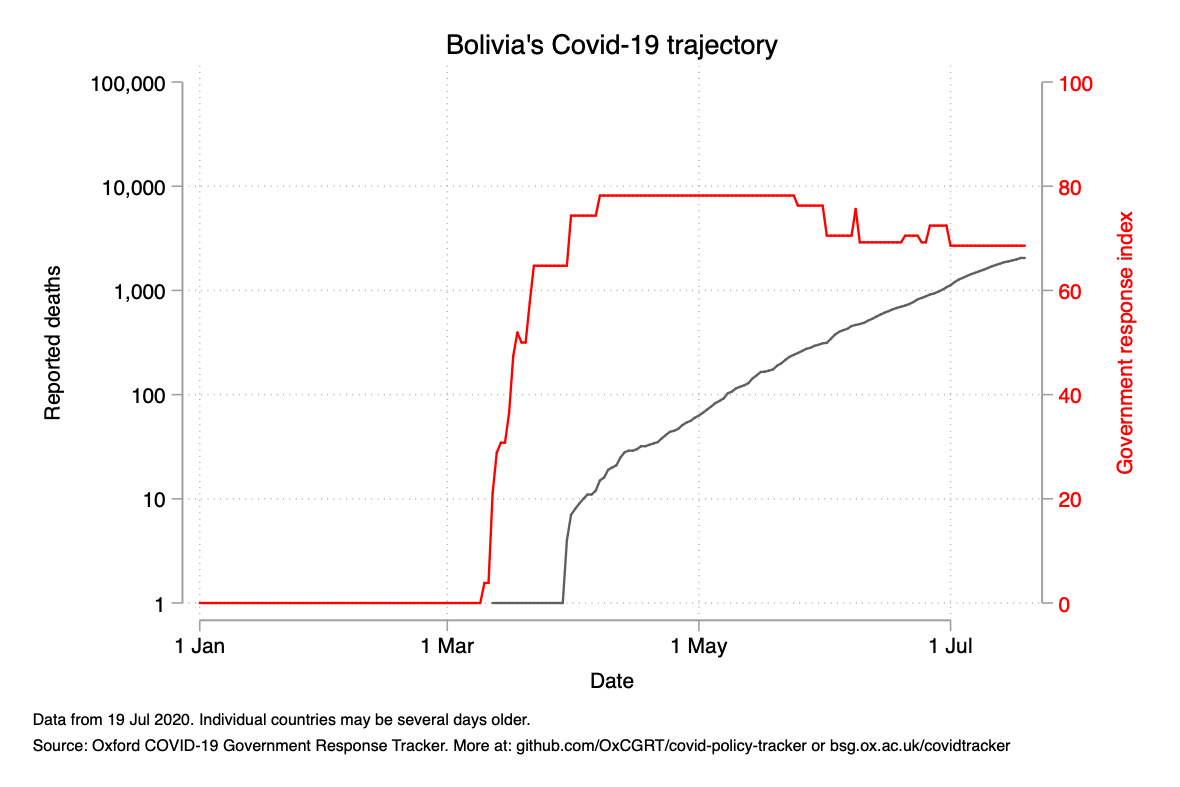 Bolivia's Covid-19 trajectory
100,000
10,000
1,000
100
10
1
Reported deaths
100
80
60
40
20
0
Government response index
1 Jan
1 Mar
1 May
1 Jul
Date
Data from 19 Jul 2020. Individual countries may be several days older.
Source: Oxford COVID-19 Government Response Tracker. More at: github.com/OxCGRT/covid-policy-tracker or bsg.ox.ac.uk/covidtracker